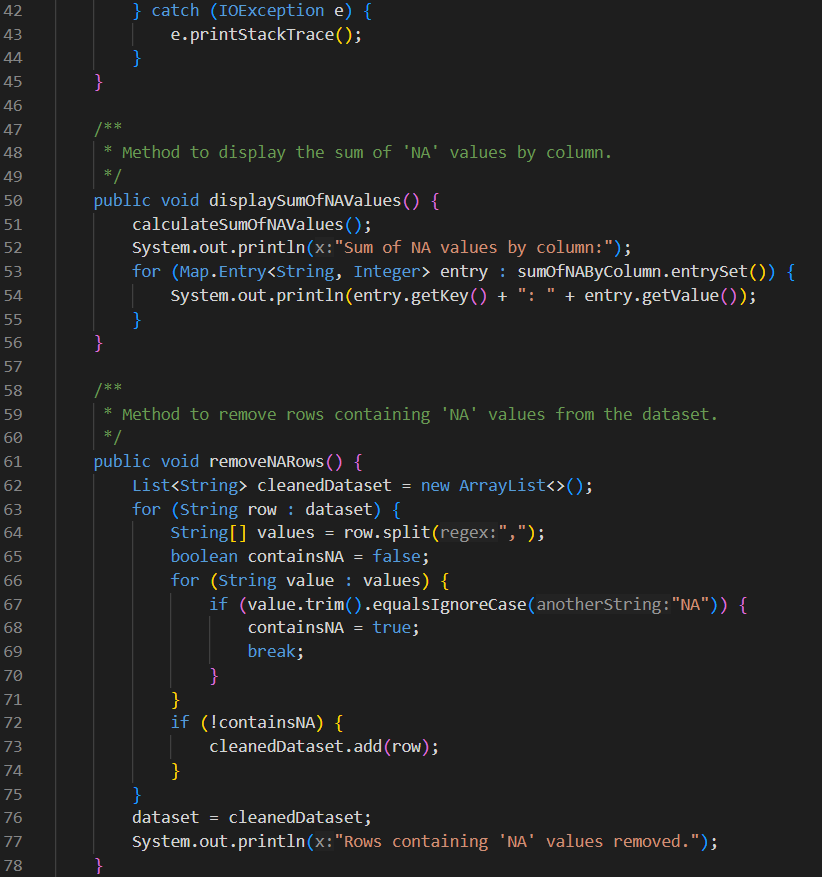 42 } catch (IOException e) {
43 e.printStackTrace();
44 }
45 }
46
47 /**
48 * Method to display the sum of 'NA' values by column.
49 */
50 public void displaySumOfNAValues() {
51 calculateSumOfNAValues();
52 System.out.println(x:"Sum of NA values by column:");
53 for (Map.Entry<String, Integer> entry : sumOfNAByColumn.entrySet()) {
54 System.out.println(entry.getKey() + ": " + entry.getValue());
55 }
56 }
57
58 /**
59 * Method to remove rows containing 'NA' values from the dataset.
60 */
61 public void removeNARows() {
62 List<String> cleanedDataset = new ArrayList<>();
63 for (String row : dataset) {
64 String[] values = row.split(regex:",");
65 boolean containsNA = false;
66 for (String value : values) {
67 if (value.trim().equalsIgnoreCase(anotherString:"NA")) {
68 containsNA = true;
69 break;
70 }
71 }
72 if (!containsNA) {
73 cleanedDataset.add(row);
74 }
75 }
76 dataset = cleanedDataset;
77 System.out.println(x:"Rows containing 'NA' values removed.");
78 }